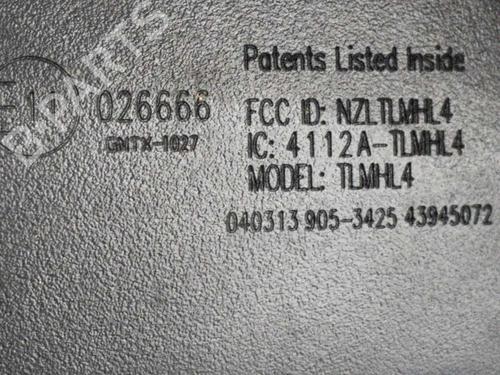 Patents Listed Inside
026666
GNTX-1027
FCC ID: NZLTLMHL4
IC: 4112A-TLMHL4
MODEL: TLMHL4
040313 905-3425 43945072